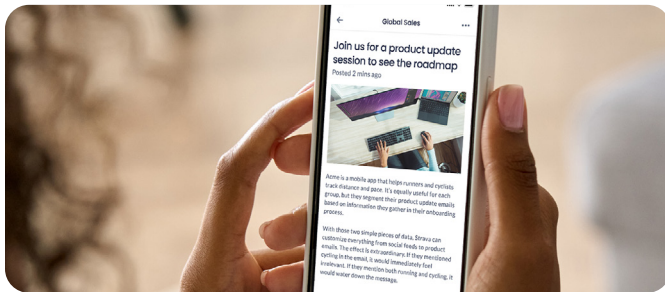 Global Sales
Join us for a product update
session to see the roadmap
Posted 2 mins ago
Acme is a mobile app that helps runners and cyclists
track distance and pace. It's equally useful for each
group, but they segment their product update emails
based on information they gather in their onboarding
process.
With those two simple pieces of data, Strava can
customize everything from social feeds to product
emails. The effect is extraordinary. If they mentioned
cycling in the email, it would immediately feel
irrelevant. If they mention both running and cycling, it
would water down the message.